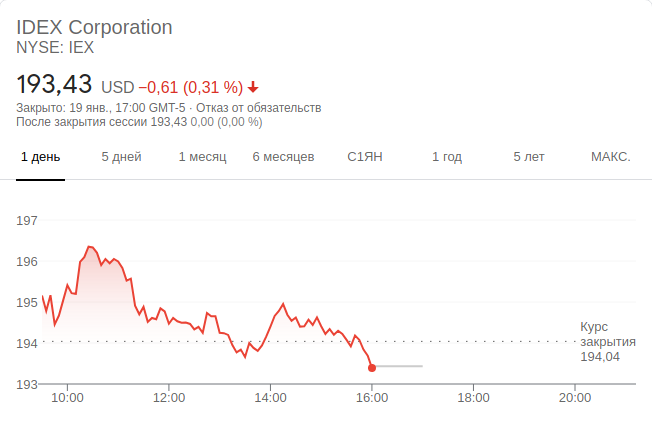 IDEX Corporation
NYSE: IEX
193,43 USD −0,61 (0,31 %)
Закрыто: 19 янв., 17:00 GMT-5 · Отказ от обязательств
После закрытия сессии 193,43 0,00 (0,00 %)
1 день 5 дней 1 месяц 6 месяцев С1ЯН 1 год 5 лет МАКС.
197
196
195
Курс
194 закрытия
194,04
193
10:00 12:00 14:00 16:00 18:00 20:00